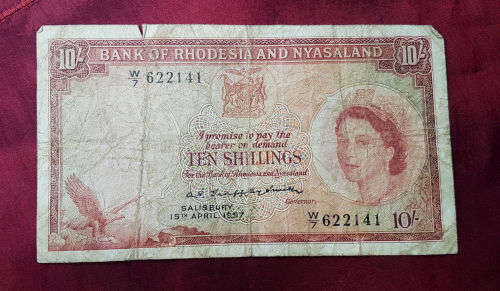 10/-
10/-
BANK OF RHODESIA AND NYASALAND
W/7 622141
I promise to pay the
bearer on demand
TEN SHILLINGS
For the Bank of Rhodesia and Nyasaland
SALISBURY.
15TH APRIL 1957
Governor.
W/7 622141 10/-